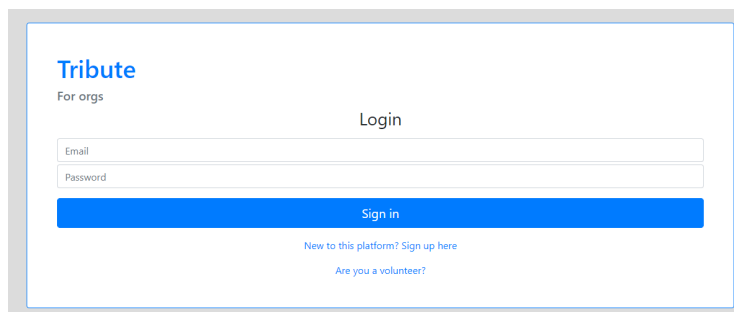 Tribute
For orgs
Login
Email
Password
Sign in
New to this platform? Sign up here
Are you a volunteer?